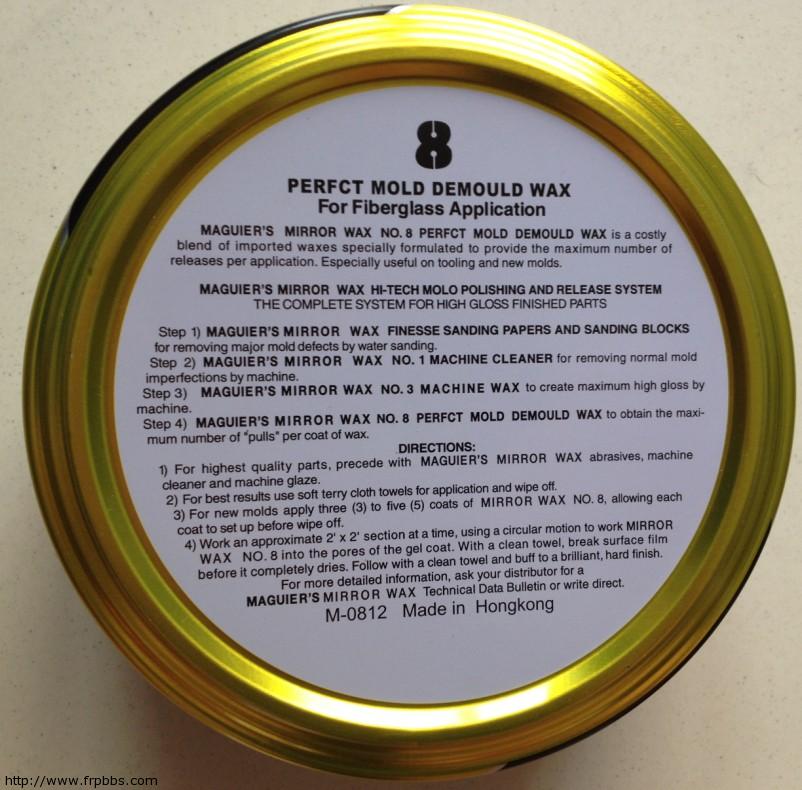 8
PERFCT MOLD DEMOULD WAX
For Fiberglass Application
MAGUIER'S MIRROR WAX NO. 8 PERFCT MOLD DEMOULD WAX is a costly
blend of imported waxes specially formulated to provide the maximum number of
releases per application. Especially useful on tooling and new molds.
MAGUIER'S MIRROR WAX HI-TECH MOLO POLISHING AND RELEASE SYSTEM
THE COMPLETE SYSTEM FOR HIGH GLOSS FINISHED PARTS
Step 1) MAGUIER'S MIRROR WAX FINESSE SANDING PAPERS AND SANDING BLOCKS
for removing major mold defects by water sanding.
Step 2) MAGUIER'S MIRROR WAX NO. 1 MACHINE CLEANER for removing normal mold
imperfections by machine.
Step 3) MAGUIER'S MIRROR WAX NO. 3 MACHINE WAX to create maximum high gloss by
machine.
Step 4) MAGUIER'S MIRROR WAX NO. 8 PERFCT MOLD DEMOULD WAX to obtain the maxi-
mum number of "pulls" per coat of wax.
DIRECTIONS:
1) For highest quality parts, precede with MAGUIER'S MIRROR WAX abrasives, machine
cleaner and machine glaze.
2) For best results use soft terry cloth towels for application and wipe off.
3) For new molds apply three (3) to five (5) coats of MIRROR WAX NO. 8, allowing each
coat to set up before wipe off.
4) Work an approximate 2' x 2' section at a time, using a circular motion to work MIRROR
WAX NO. 8 into the pores of the gel coat. With a clean towel, break surface film
before it completely dries. Follow with a clean towel and buff to a brilliant, hard finish.
For more detailed information, ask your distributor for a
MAGUIER'S MIRROR WAX Technical Data Bulletin or write direct.
M-0812 Made in Hongkong
http://www.frpbbs.com